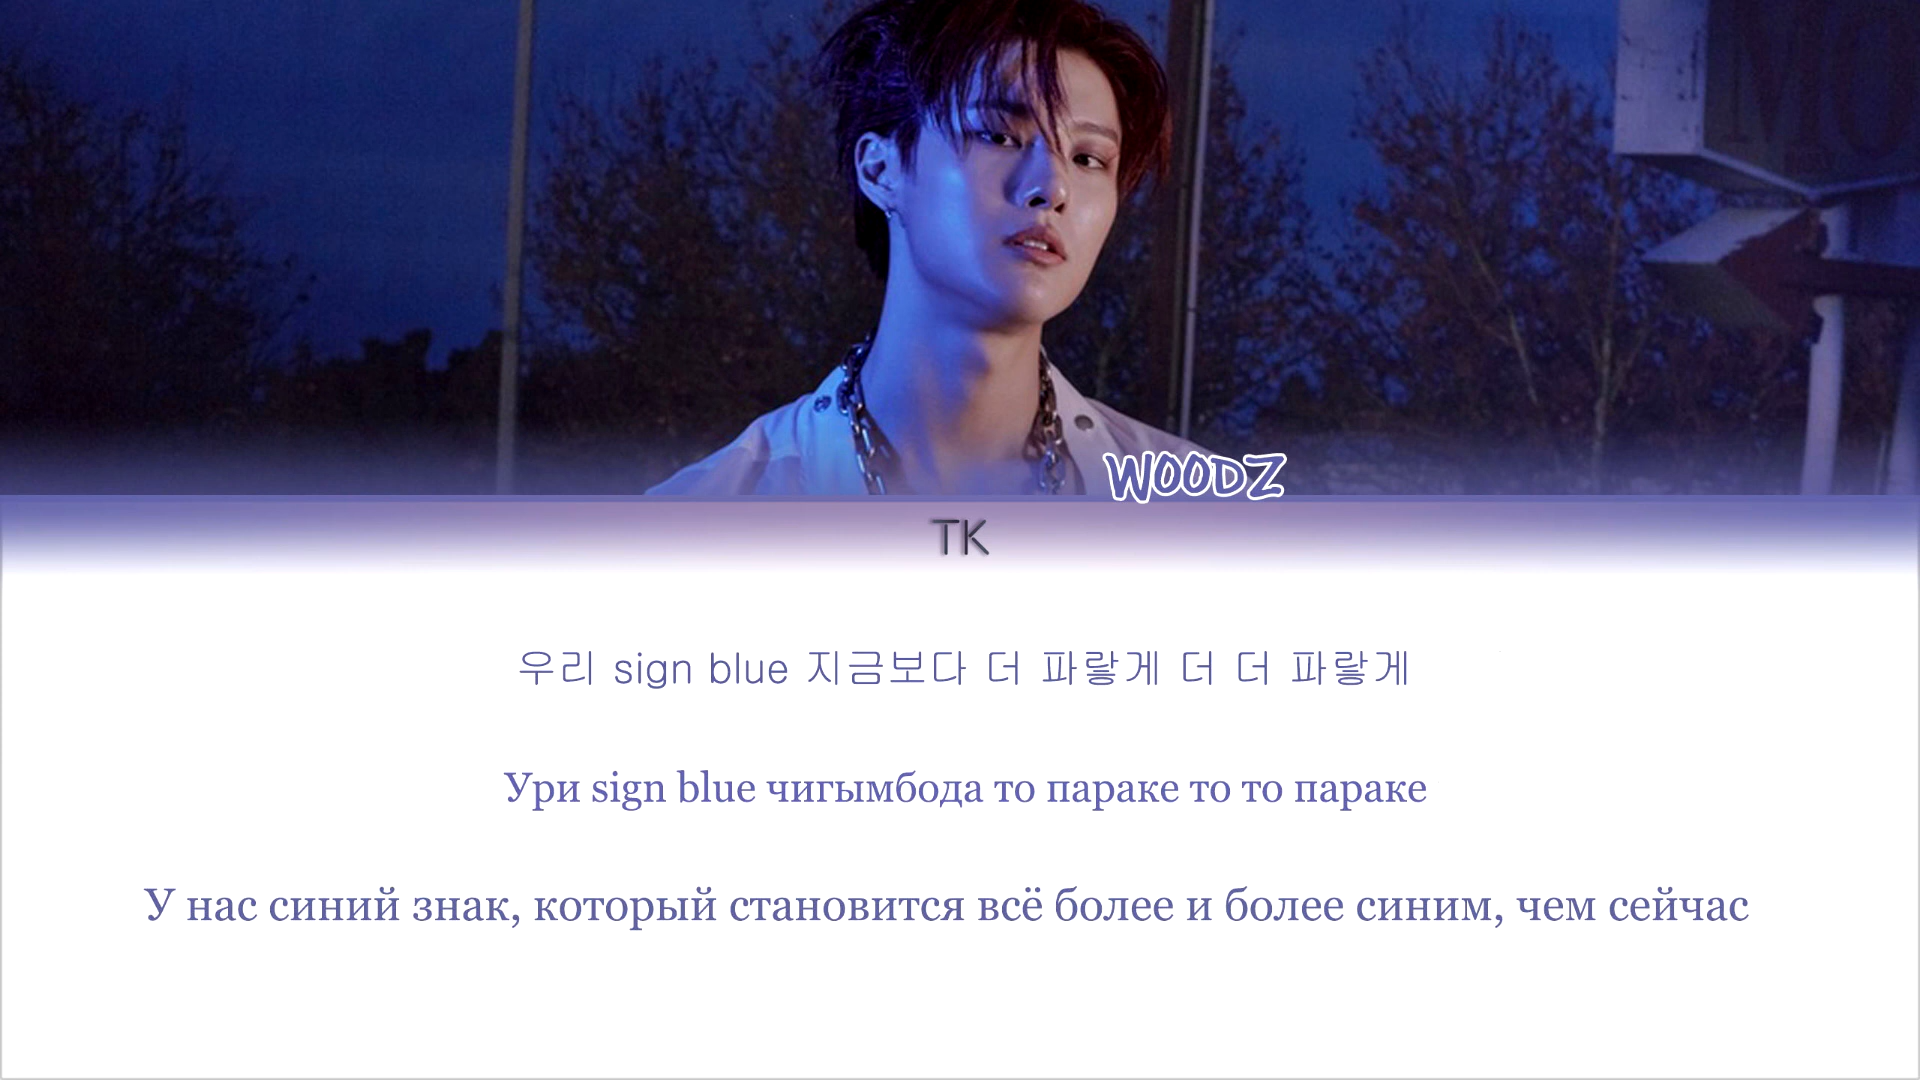 WOODZ
TK
우리 sign blue 지금보다 더 파랗게 더 더 파랗게
Ури sign blue чигымбода то параке то то параке
У нас синий знак, который становится всё более и более синим, чем сейчас